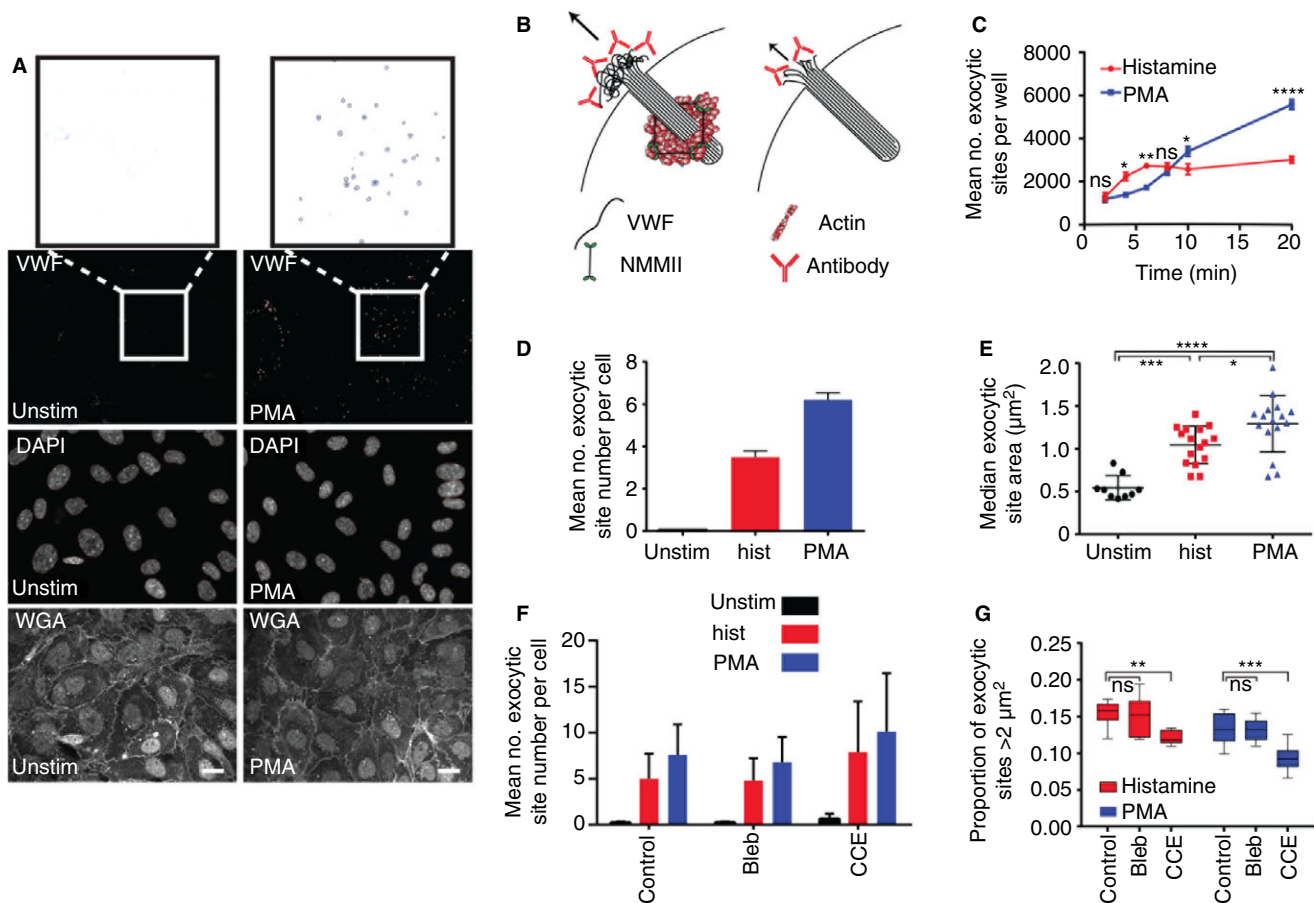 A
VWF
VWF
Unstim
PMA
DAPI
DAPI
Unstim
PMA
WGA
WGA
Unstim
PMA
B
VWF
Actin
NMMII
Antibody
C
Mean no. exocytic
sites per well
8000
6000
4000
2000
0
Histamine
PMA
ns
*
**
ns
*
****
0
5
10
15
20
Time (min)
D
Mean no. exocytic
site number per cell
8
6
4
2
0
Unstim
hist
PMA
E
Median exocytic
site area (µm²)
2.0
1.5
1.0
0.5
0
****
***
*
Unstim
hist
PMA
F
Unstim
hist
PMA
Mean no. exocytic
site number per cell
20
15
10
5
0
Control
Bleb
CCE
G
Proportion of exocytic
sites >2 µm²
0.25
0.20
0.15
0.10
0.05
0.00
**
ns
***
ns
Histamine
PMA
Control
Bleb
CCE
Control
Bleb
CCE